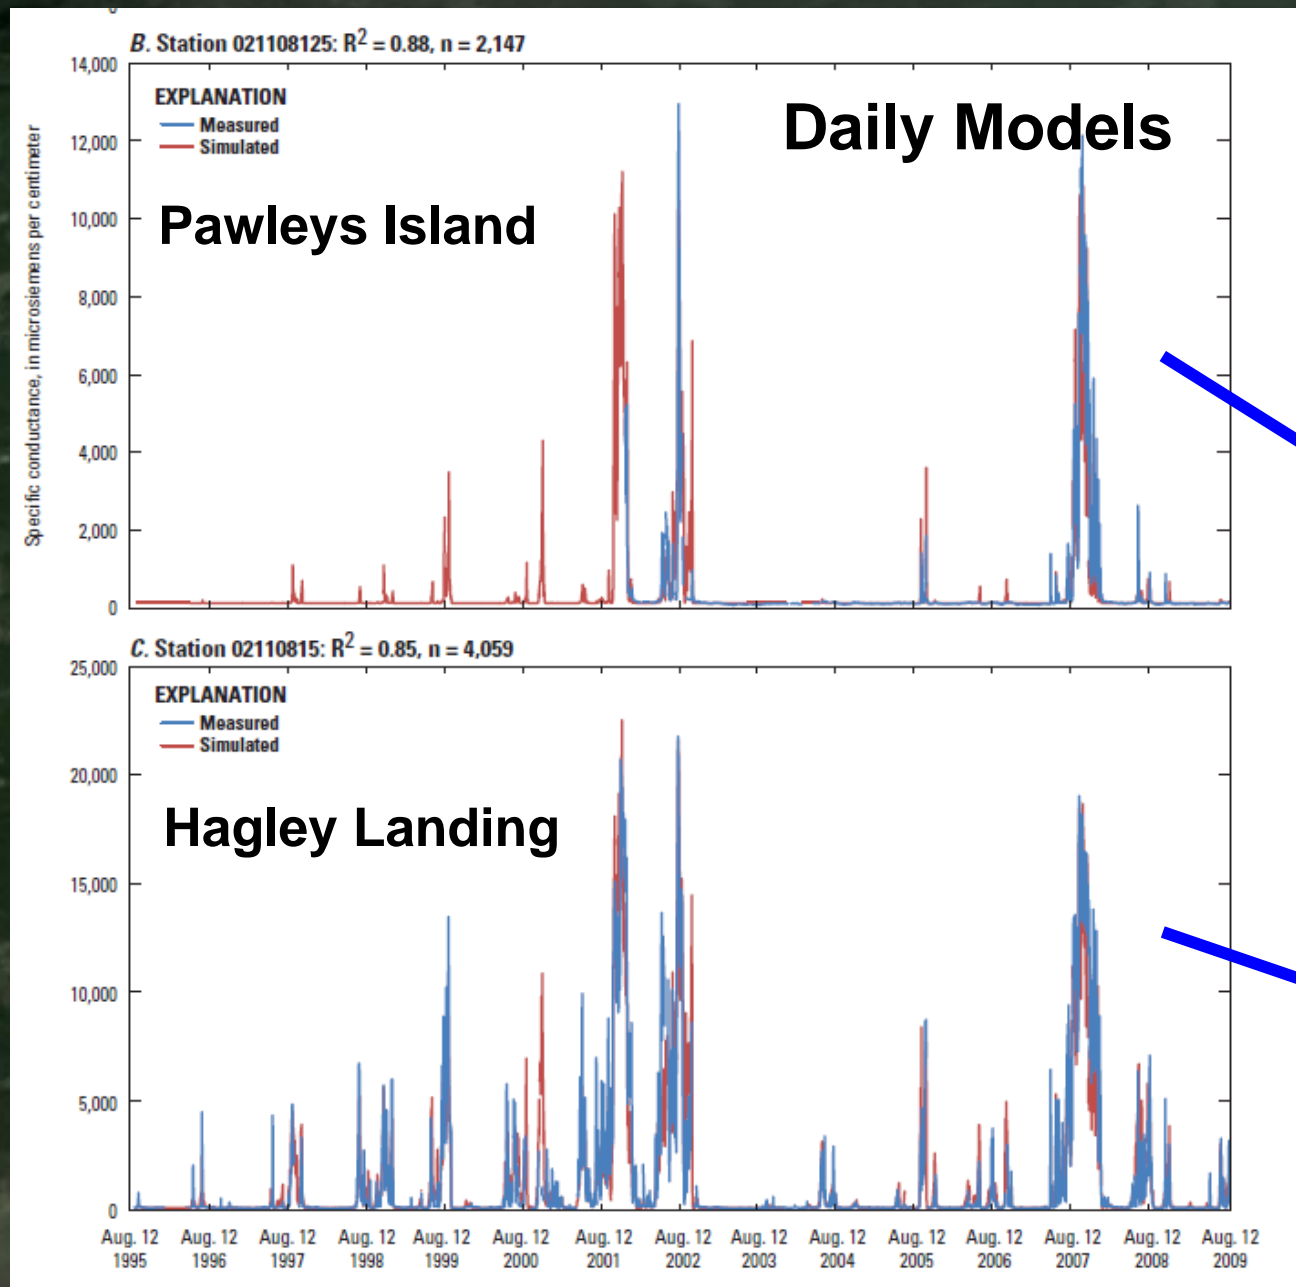 B. Station 021108125: R2 = 0.88, n = 2,147
14,000
12,000
10,000
8,000
6,000
4,000
2,000
0
Specific conductance, in microsiemens per centimeter
EXPLANATION
Measured
Simulated
Daily Models
Pawleys Island
C. Station 02110815: R2 = 0.85, n = 4,059
25,000
20,000
15,000
10,000
5,000
0
EXPLANATION
Measured
Simulated
Hagley Landing
Aug. 12 Aug. 12 Aug. 12 Aug. 12 Aug. 12 Aug. 12 Aug. 12 Aug. 12 Aug. 12 Aug. 12 Aug. 12 Aug. 12 Aug. 12 Aug. 12 Aug. 12
1995 1996 1997 1998 1999 2000 2001 2002 2003 2004 2005 2006 2007 2008 2009